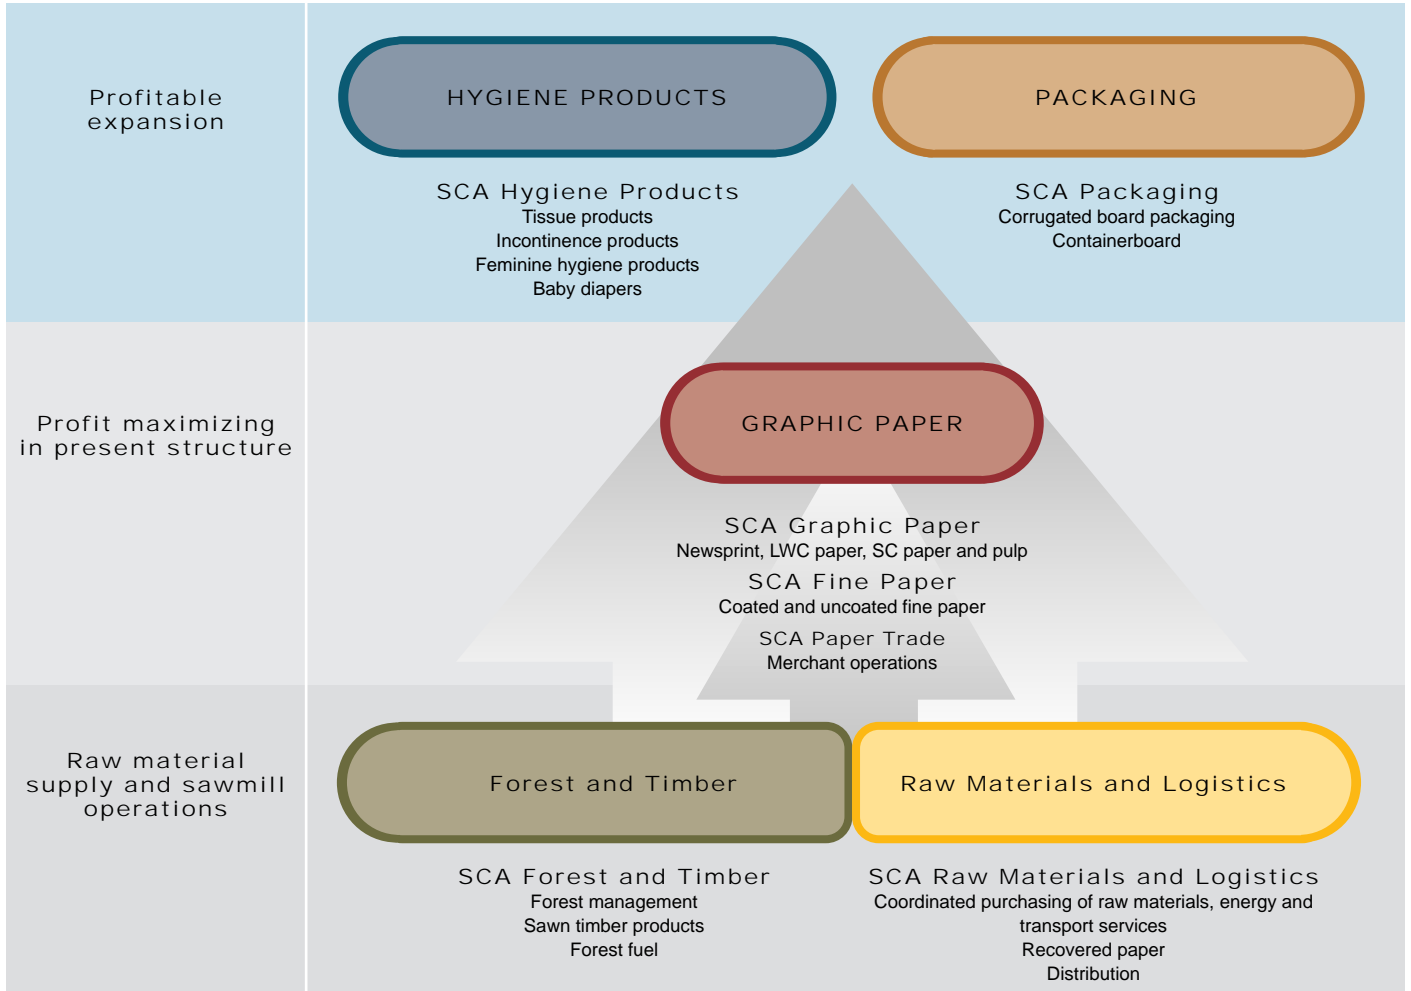 Profitable
expansion
HYGIENE PRODUCTS
PACKAGING
SCA Hygiene Products
Tissue products
Incontinence products
Feminine hygiene products
Baby diapers
SCA Packaging
Corrugated board packaging
Containerboard
Profit maximizing
in present structure
GRAPHIC PAPER
SCA Graphic Paper
Newsprint, LWC paper, SC paper and pulp
SCA Fine Paper
Coated and uncoated fine paper
SCA Paper Trade
Merchant operations
Raw material
supply and sawmill
operations
Forest and Timber
Raw Materials and Logistics
SCA Forest and Timber
Forest management
Sawn timber products
Forest fuel
SCA Raw Materials and Logistics
Coordinated purchasing of raw materials, energy and
transport services
Recovered paper
Distribution